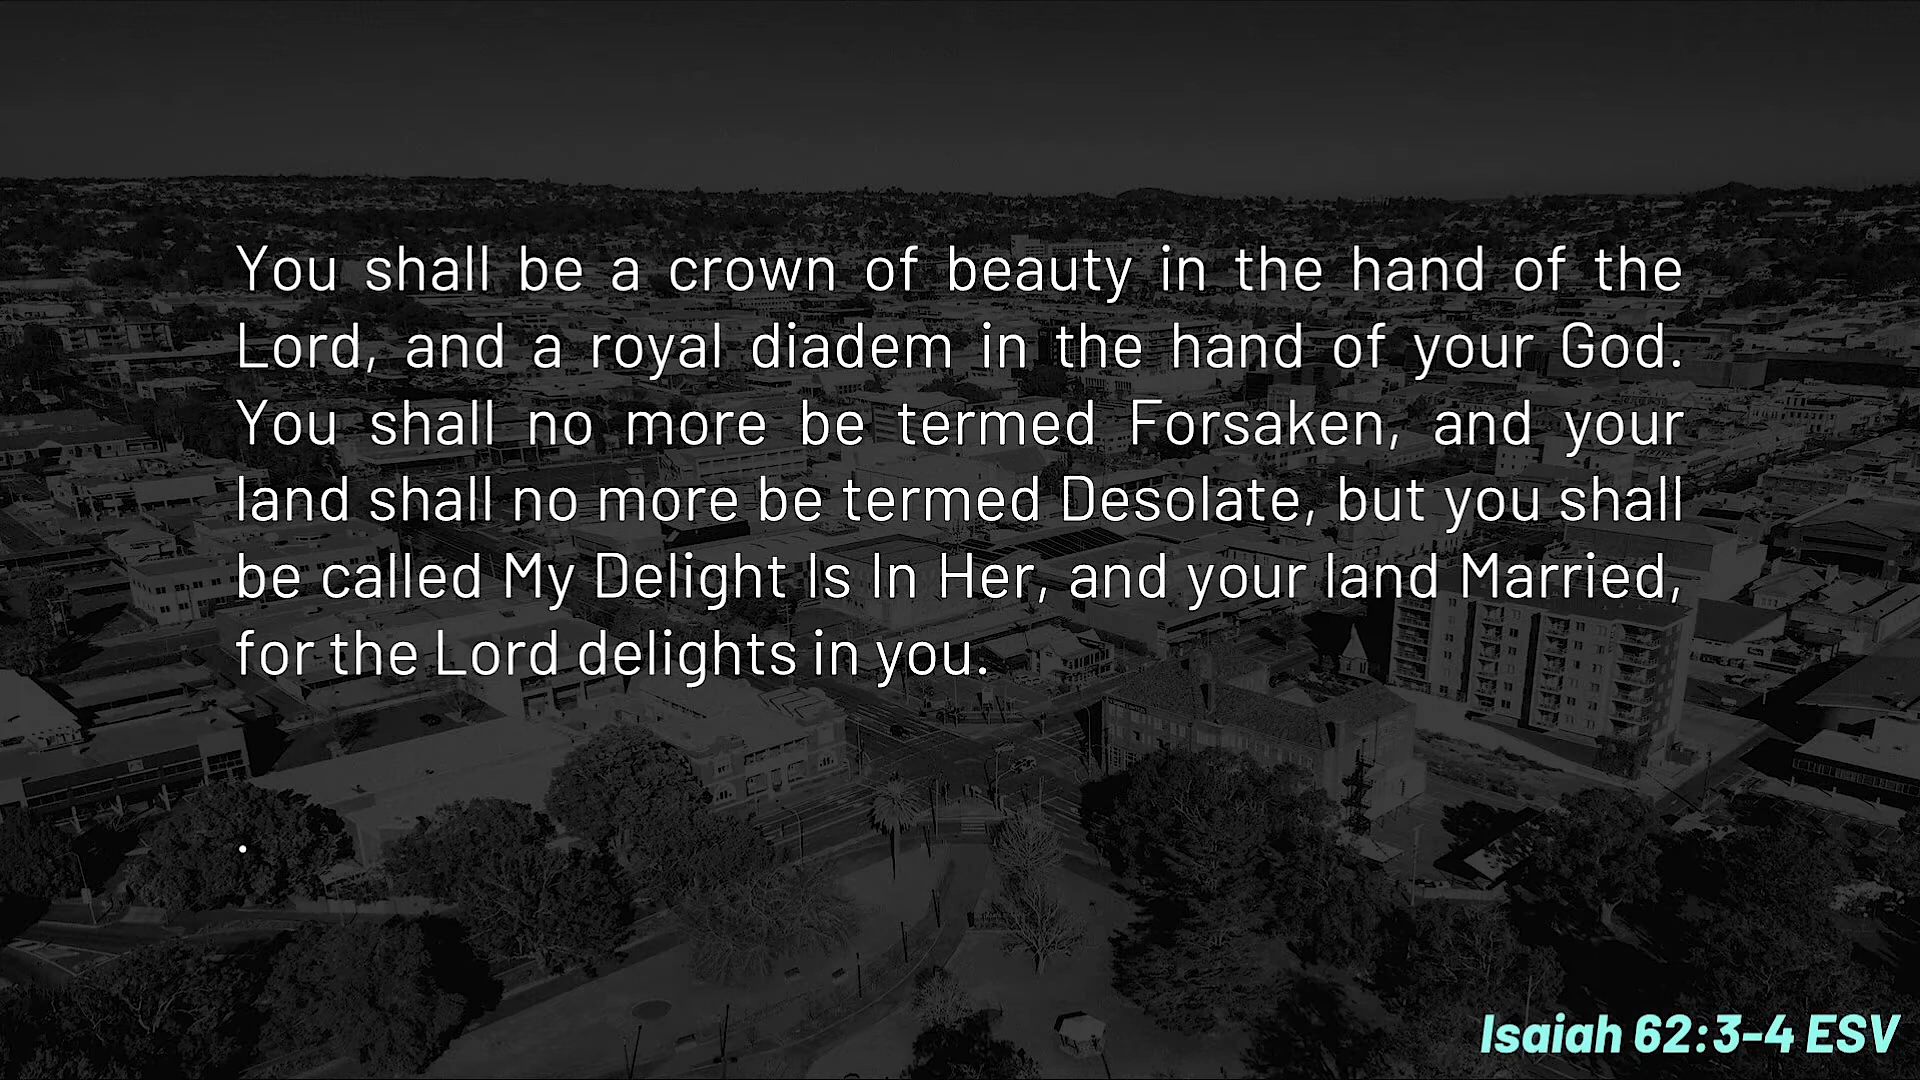 You shall be a crown of beauty in the hand of the
Lord, and a royal diadem in the hand of your God.
You shall no more be termed Forsaken, and your
land shall no more be termed Desolate, but you shall
be called My Delight Is In Her, and your land Married,
for the Lord delights in you.
.
Isaiah 62:3-4 ESV